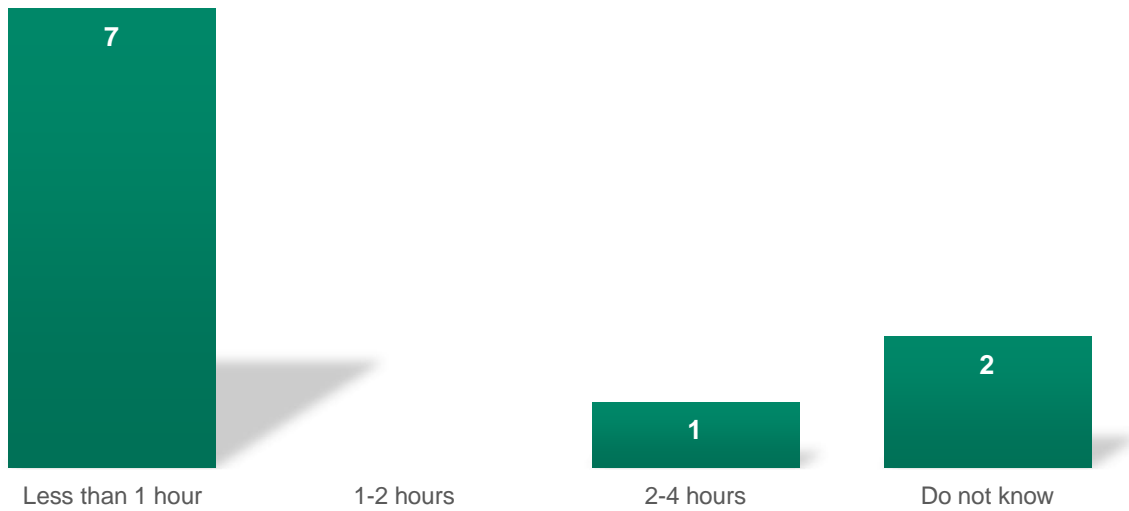 7
2
1
Less than 1 hour
1-2 hours
2-4 hours
Do not know